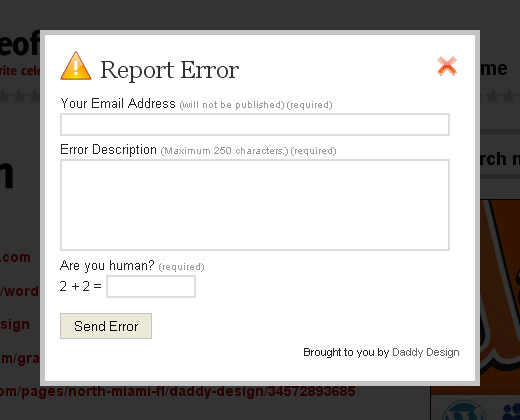 eof
rite cele
me
Report Error
Your Email Address (will not be published) (required)
Error Description (Maximum 250 characters.) (required)
rch n
n
.com
/word
sign
m/gra
Are you human? (required)
2 + 2 =
Send Error
Brought to you by Daddy Design
com/pages/north-miami-fl/daddy-design/34572893685